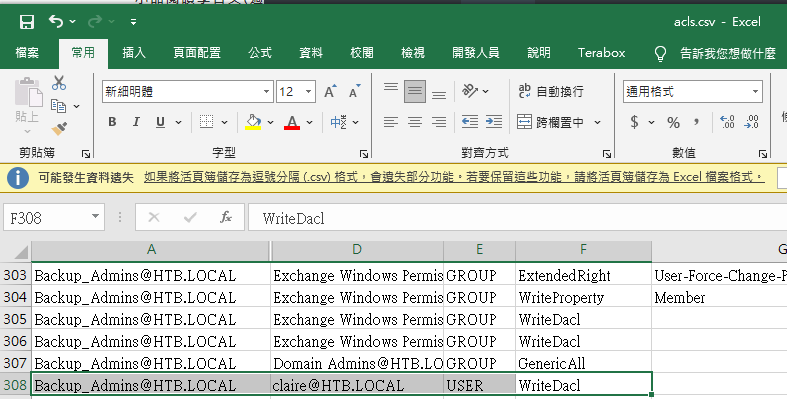 acls.csv - Excel
檔案 常用 插入 頁面配置 公式 資料 校閱 檢視 開發人員 說明 Terabox 告訴我您想做什麼
貼上 新細明體 12 A A ab 自動換行 通用格式
B I U A 中 跨欄置中 $ % , .00
剪貼簿 字型 對齊方式 數值
可能發生資料遺失 如果將活頁簿儲存為逗號分隔 (.csv) 格式，會遺失部分功能。若要保留這些功能，請將活頁簿儲存為 Excel 檔案格式。
F308 WriteDacl
A D E F G
303 Backup_Admins@HTB.LOCAL Exchange Windows Permis GROUP ExtendedRight User-Force-Change-P
304 Backup_Admins@HTB.LOCAL Exchange Windows Permis GROUP WriteProperty Member
305 Backup_Admins@HTB.LOCAL Exchange Windows Permis GROUP WriteDacl
306 Backup_Admins@HTB.LOCAL Exchange Windows Permis GROUP WriteDacl
307 Backup_Admins@HTB.LOCAL Domain Admins@HTB.LO GROUP GenericAll
308 Backup_Admins@HTB.LOCAL claire@HTB.LOCAL USER WriteDacl